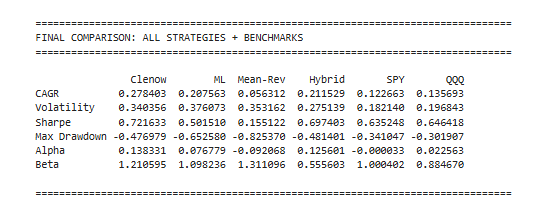 ================================================================================
FINAL COMPARISON: ALL STRATEGIES + BENCHMARKS
================================================================================
Clenow ML Mean-Rev Hybrid SPY QQQ
CAGR 0.278403 0.207563 0.056312 0.211529 0.122663 0.135693
Volatility 0.340356 0.376073 0.353162 0.275139 0.182140 0.196843
Sharpe 0.721633 0.501510 0.155122 0.697403 0.635248 0.646418
Max Drawdown -0.476979 -0.652580 -0.825370 -0.481401 -0.341047 -0.301907
Alpha 0.138331 0.076779 -0.092068 0.125601 -0.000033 0.022563
Beta 1.210595 1.098236 1.311096 0.555603 1.000402 0.884670
================================================================================